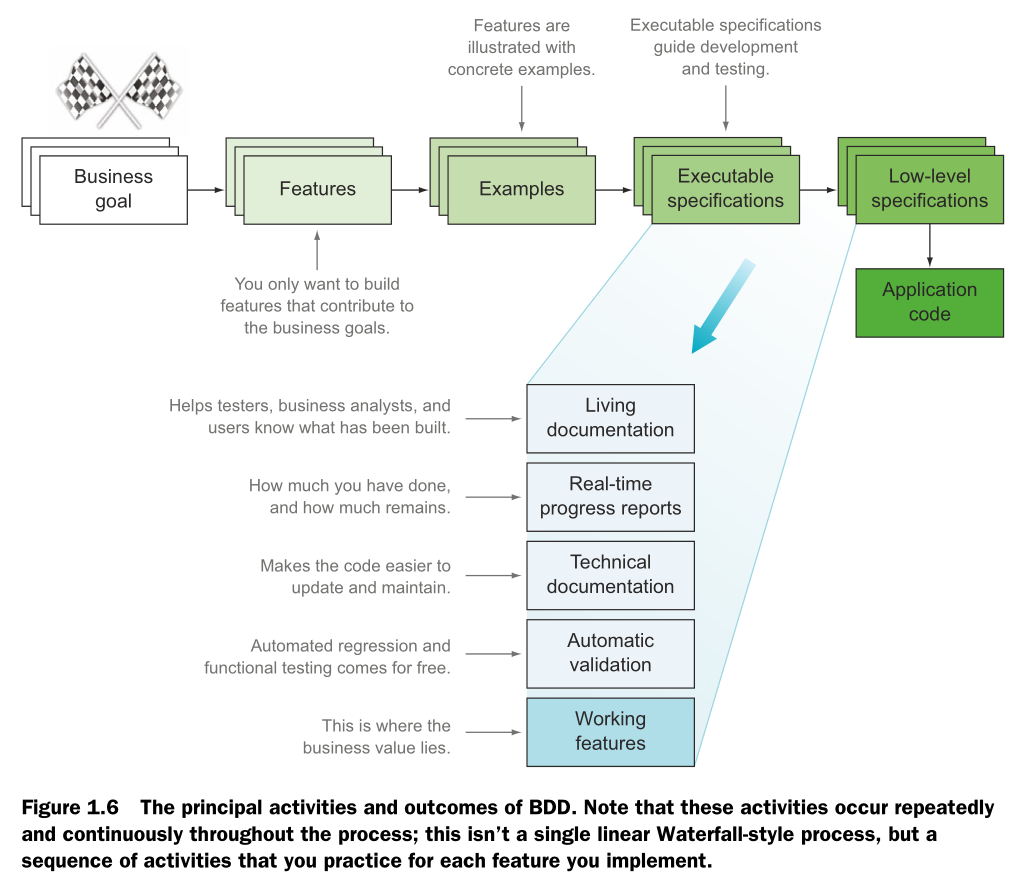 Features are
illustrated with
concrete examples.
Executable specifications
guide development
and testing.
Business
goal
Features
Examples
Executable
specifications
Low-level
specifications
You only want to build
features that contribute to
the business goals.
Application
code
Helps testers, business analysts, and
users know what has been built.
Living
documentation
How much you have done,
and how much remains.
Real-time
progress reports
Makes the code easier to
update and maintain.
Technical
documentation
Automated regression and
functional testing comes for free.
Automatic
validation
This is where the
business value lies.
Working
features
Figure 1.6 The principal activities and outcomes of BDD. Note that these activities occur repeatedly
and continuously throughout the process; this isn't a single linear Waterfall-style process, but a
sequence of activities that you practice for each feature you implement.